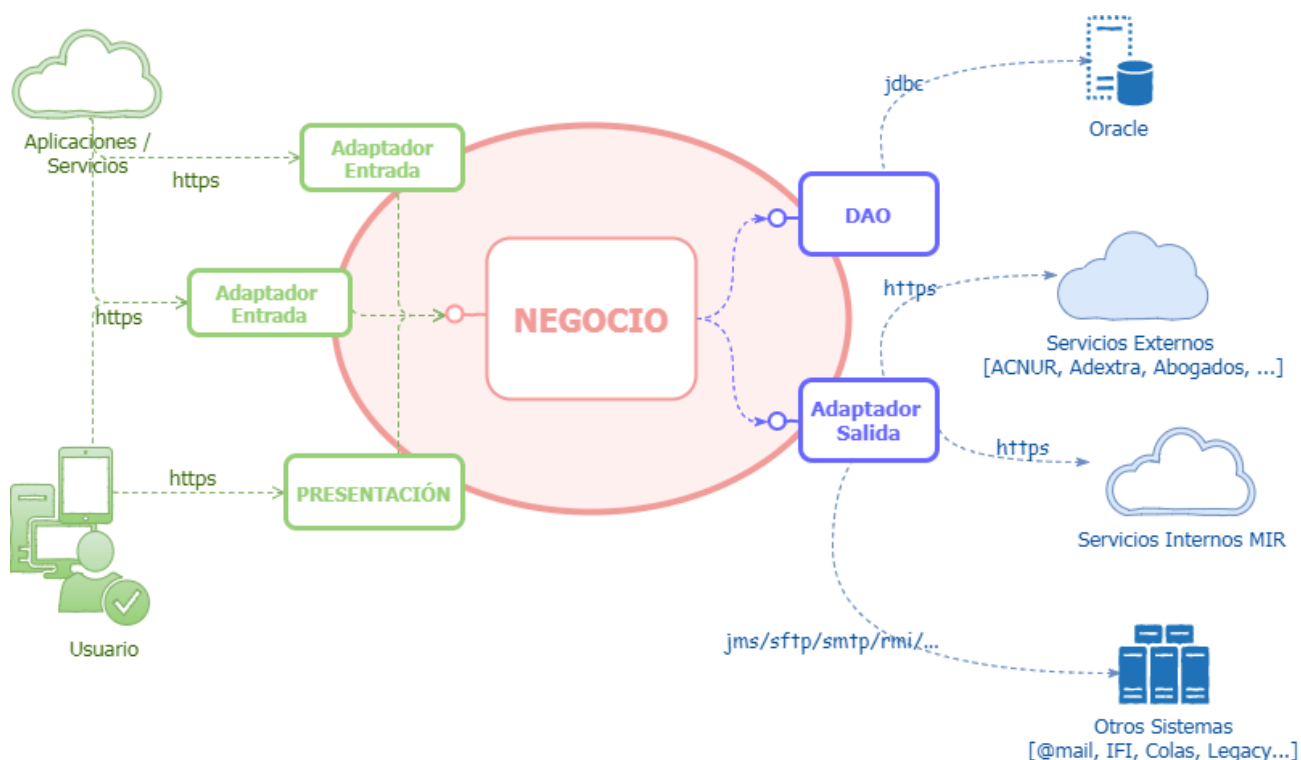 Aplicaciones /
Servicios
https
Adaptador
Entrada
Adaptador
Entrada
https
https
PRESENTACIÓN
Usuario
NEGOCIO
jdbc
Oracle
DAO
https
Servicios Externos
[ACNUR, Adextra, Abogados, ...]
Adaptador
Salida
https
Servicios Internos MIR
jms/sftp/smtp/rmi/...
Otros Sistemas
[@mail, IFI, Colas, Legacy...]